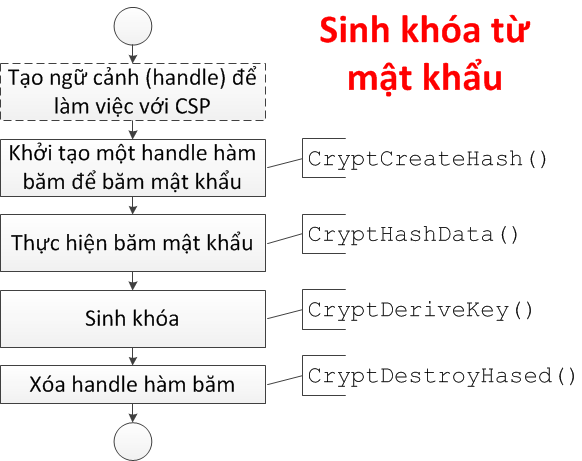 Sinh khóa từ
mật khẩu
Tạo ngữ cảnh (handle) để
làm việc với CSP
Khởi tạo một handle hàm
băm để băm mật khẩu
CryptCreateHash()
Thực hiện băm mật khẩu
CryptHashData()
Sinh khóa
CryptDeriveKey()
Xóa handle hàm băm
CryptDestroyHased()